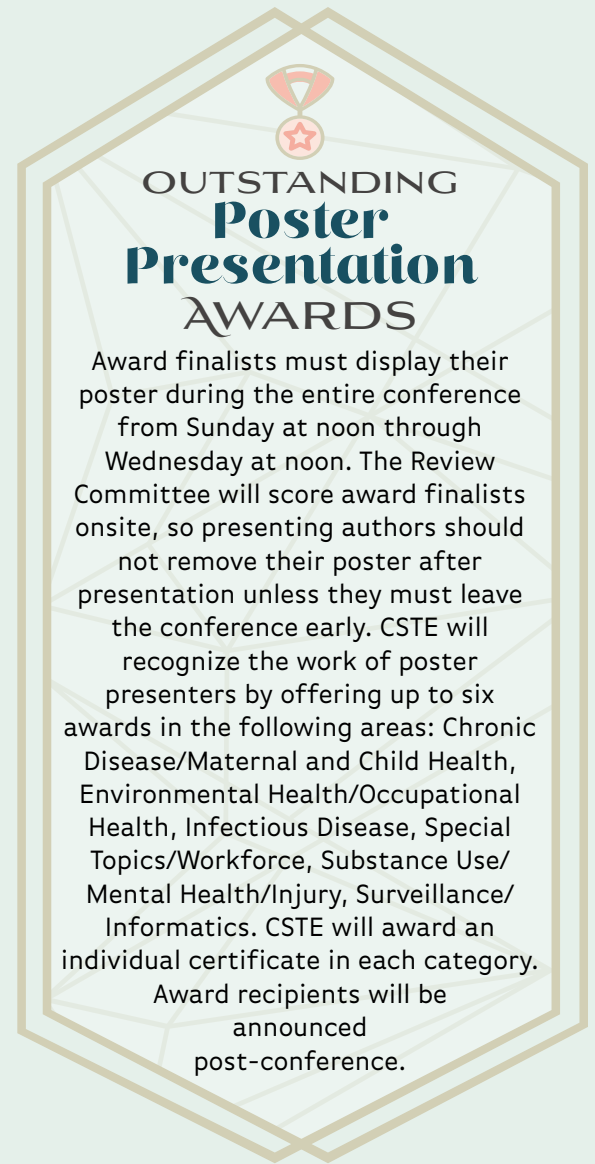 OUTSTANDING
Poster
Presentation
AWARDS
Award finalists must display their
poster during the entire conference
from Sunday at noon through
Wednesday at noon. The Review
Committee will score award finalists
onsite, so presenting authors should
not remove their poster after
presentation unless they must leave
the conference early. CSTE will
recognize the work of poster
presenters by offering up to six
awards in the following areas: Chronic
Disease/Maternal and Child Health,
Environmental Health/Occupational
Health, Infectious Disease, Special
Topics/Workforce, Substance Use/
Mental Health/Injury, Surveillance/
Informatics. CSTE will award an
individual certificate in each category.
Award recipients will be
announced
post-conference.